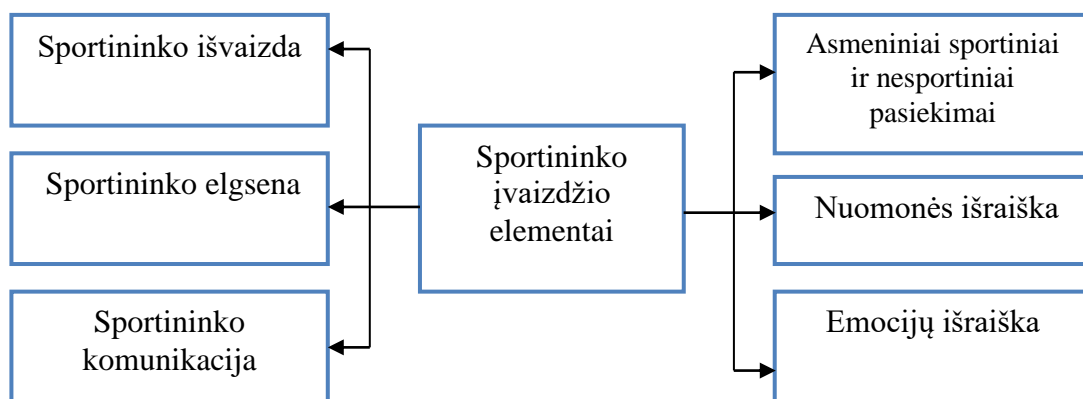 Sportininko išvaizda
Sportininko elgsena
Sportininko
komunikacija
Sportininko
įvaizdžio
elementai
Asmeniniai sportiniai
ir nesportiniai
pasiekimai
Nuomonės išraiška
Emocijų išraiška